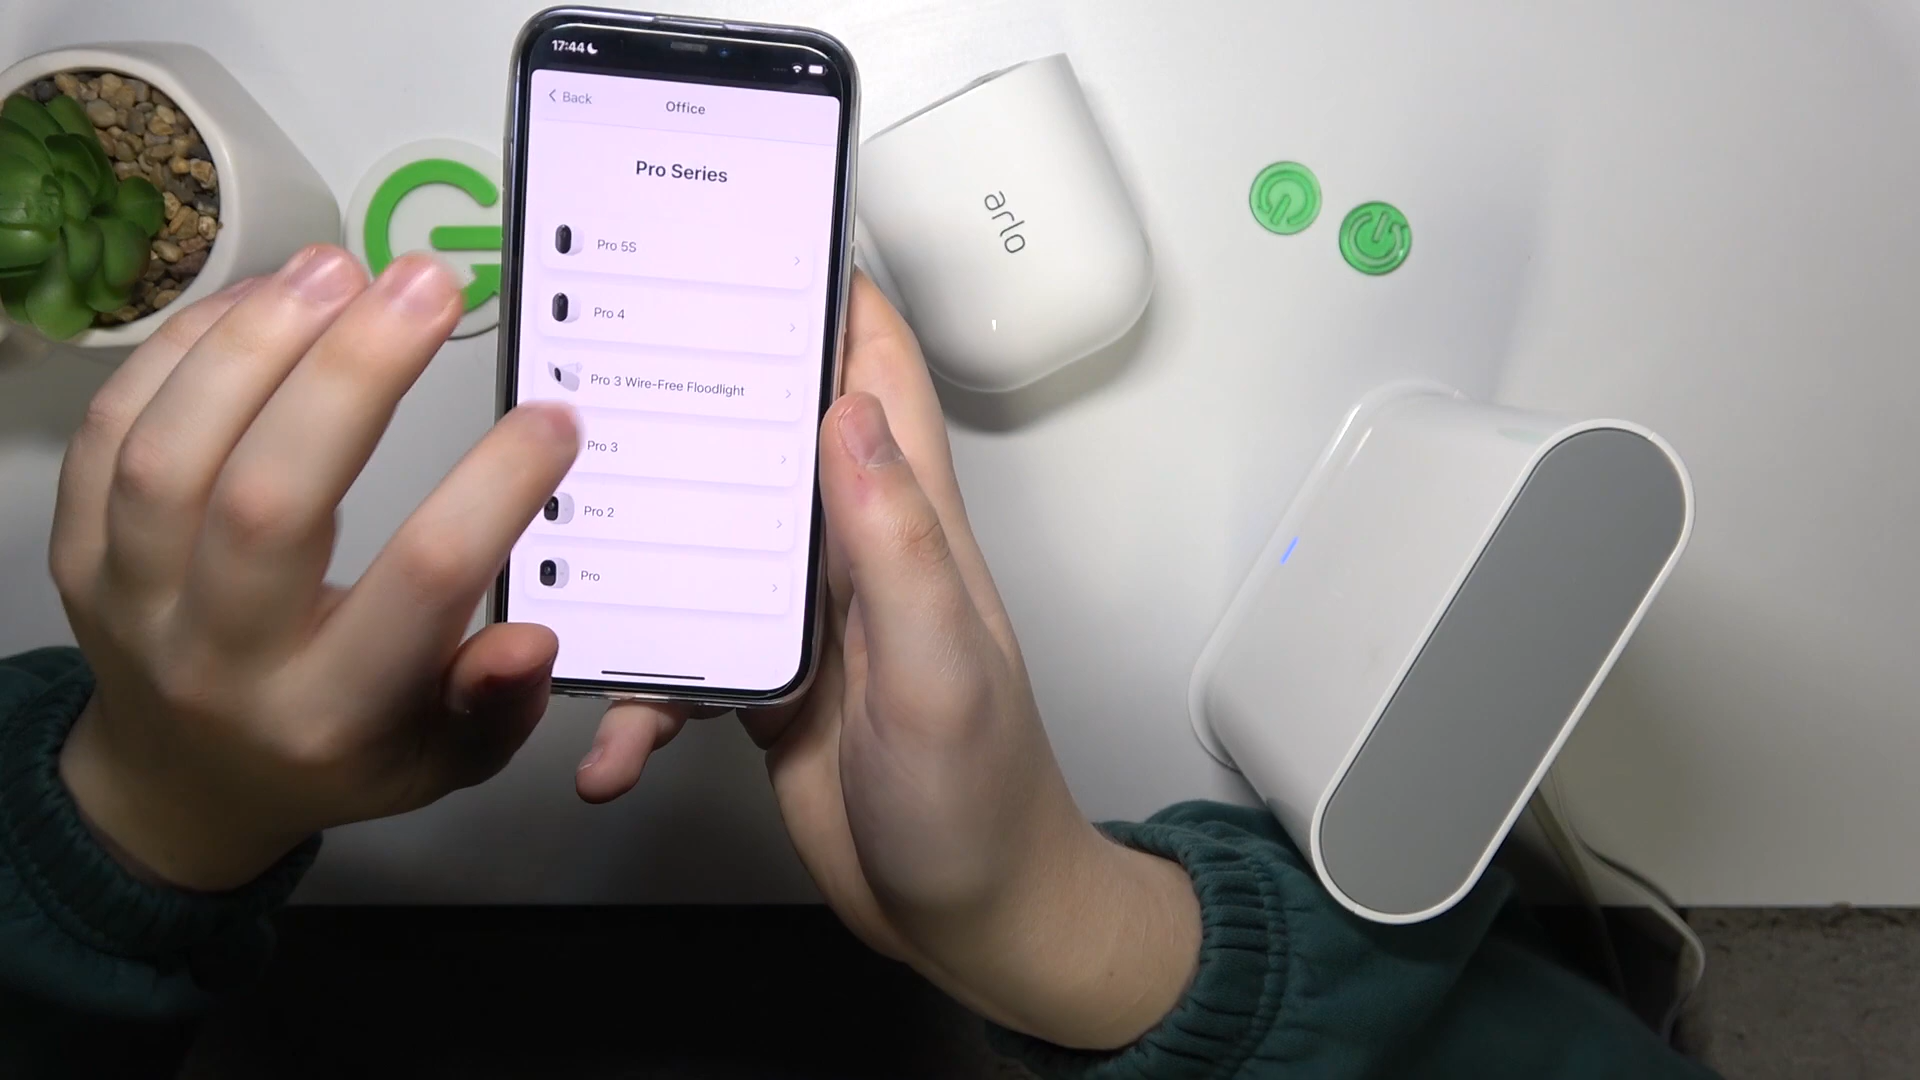 17:44
Back
Office
Pro Series
Pro 5S
Pro 4
Pro 3 Wire-Free Floodlight
Pro 3
Pro 2
Pro
arlo